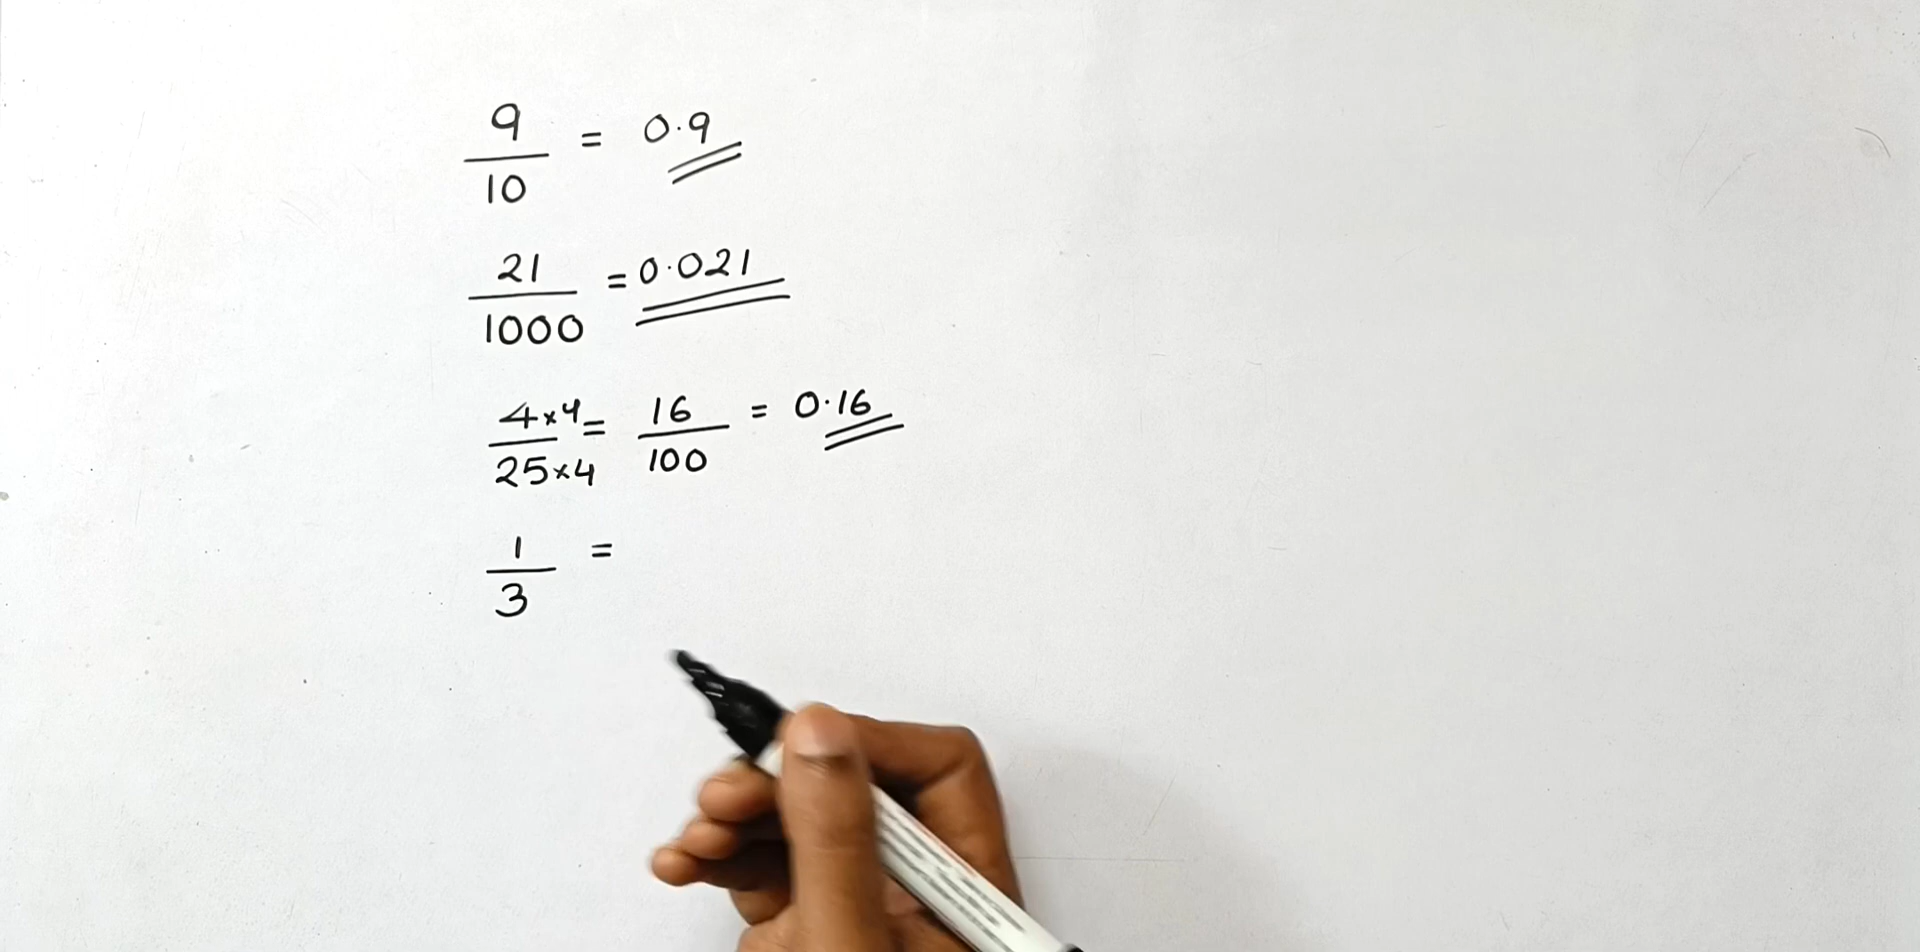 9/10 = 0.9
21/1000 = 0.021
4×4/25×4 = 16/100 = 0.16
1/3 =